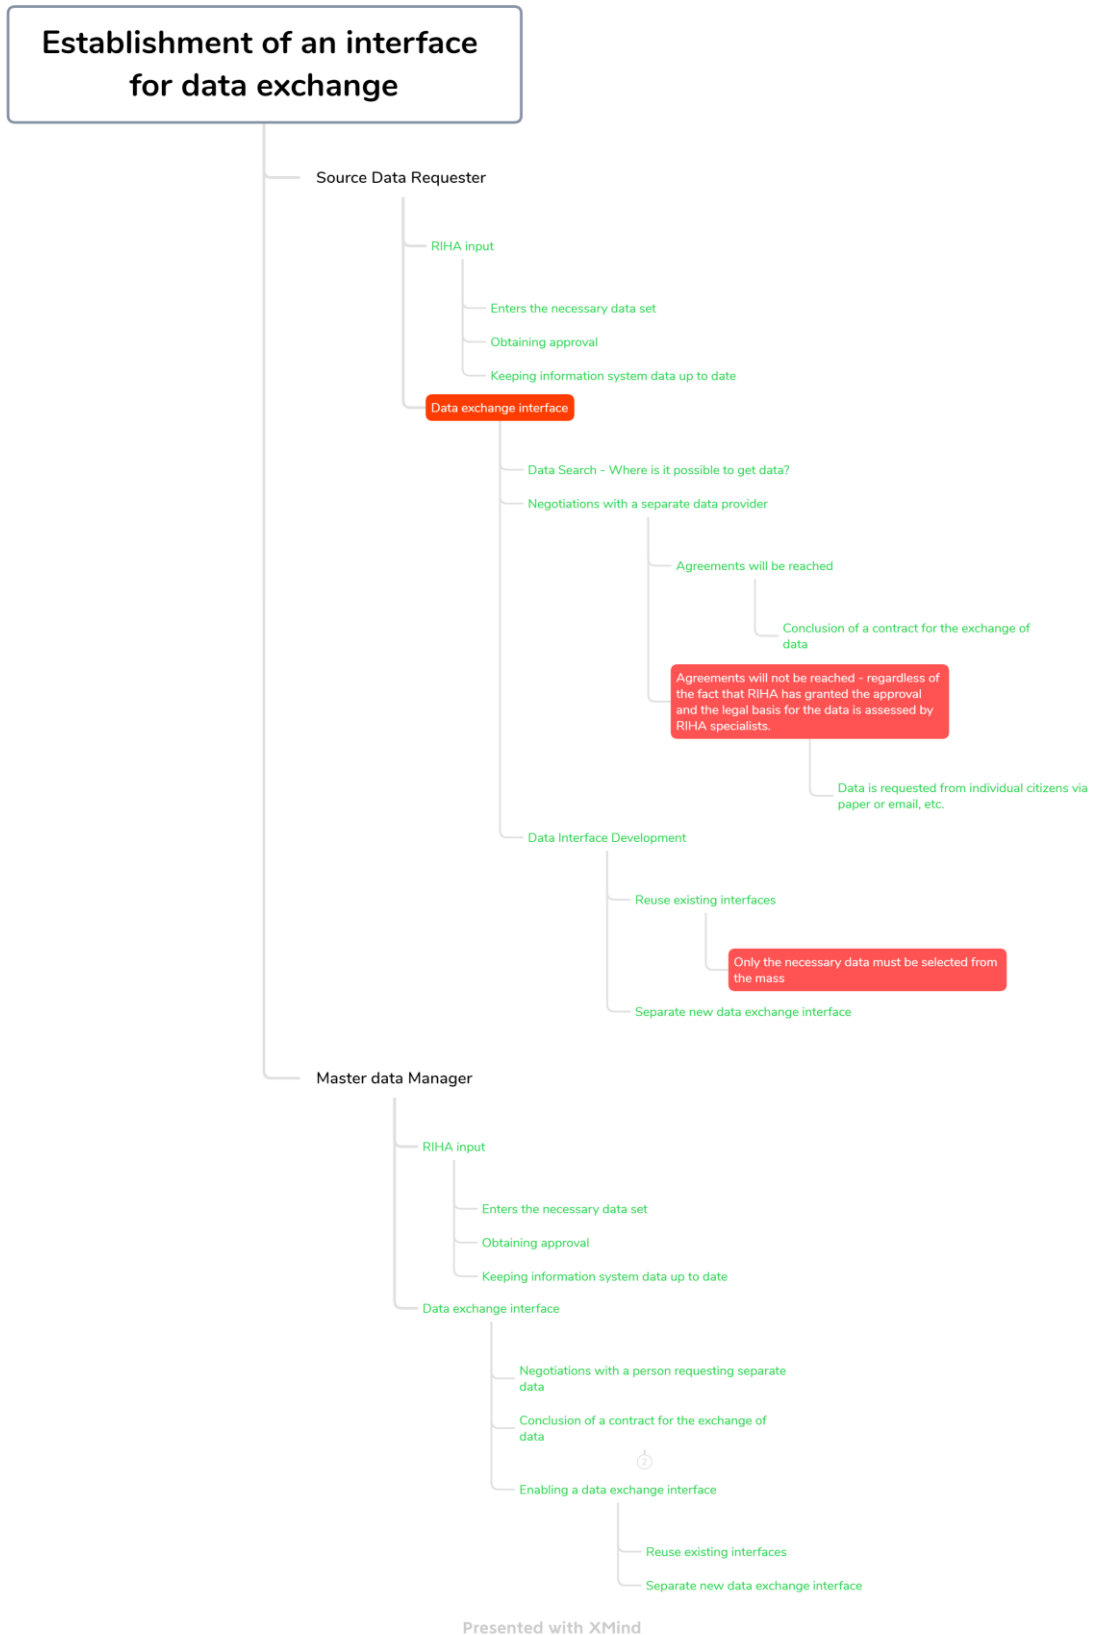 Establishment of an interface
for data exchange
Source Data Requester
RIHA input
Enters the necessary data set
Obtaining approval
Keeping information system data up to date
Data exchange interface
Data Search - Where is it possible to get data?
Negotiations with a separate data provider
Agreements will be reached
Conclusion of a contract for the exchange of
data
Agreements will not be reached - regardless of
the fact that RIHA has granted the approval
and the legal basis for the data is assessed by
RIHA specialists.
Data is requested from individual citizens via
paper or email, etc.
Data Interface Development
Reuse existing interfaces
Only the necessary data must be selected from
the mass
Separate new data exchange interface
Master data Manager
RIHA input
Enters the necessary data set
Obtaining approval
Keeping information system data up to date
Data exchange interface
Negotiations with a person requesting separate
data
Conclusion of a contract for the exchange of
data
2
Enabling a data exchange interface
Reuse existing interfaces
Separate new data exchange interface
Presented with XMind